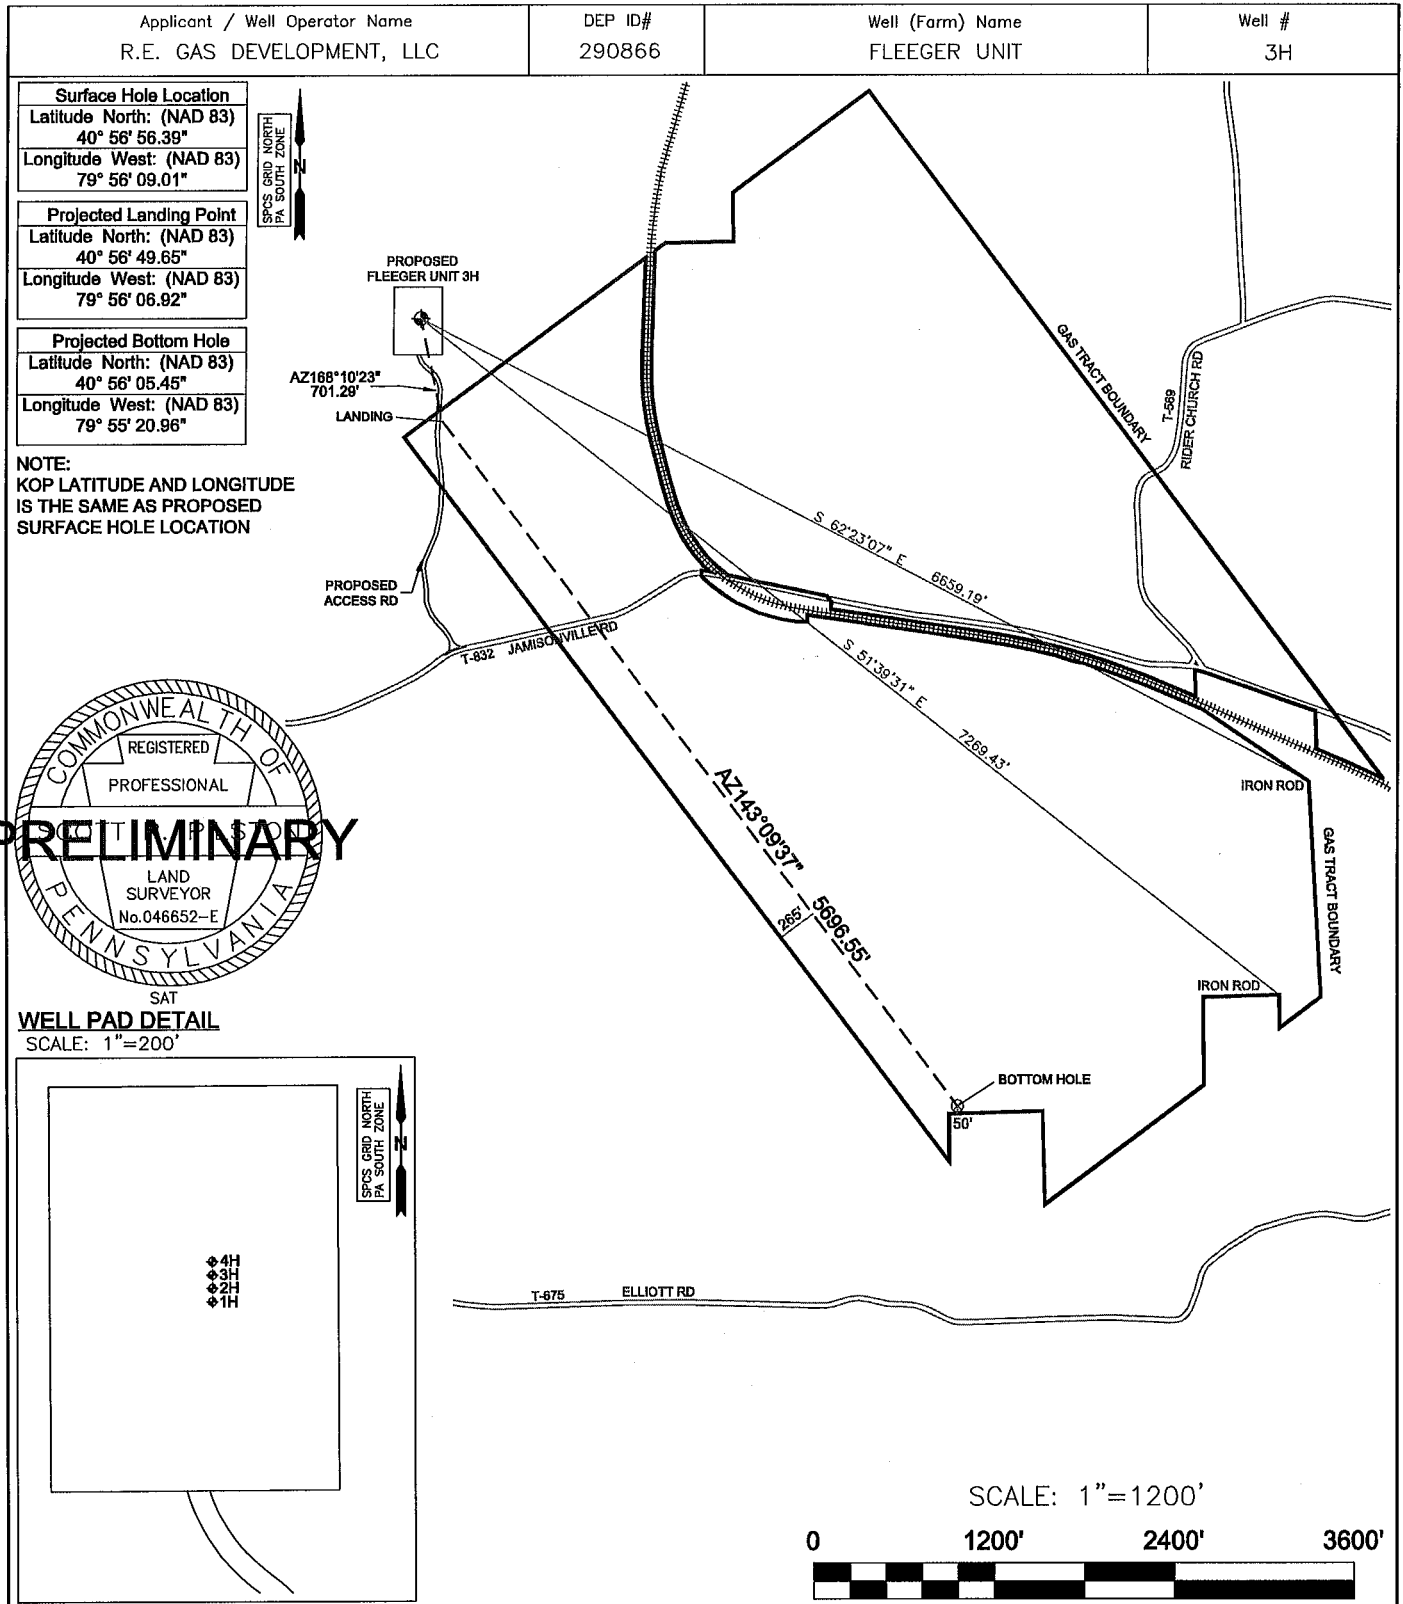 Applicant / Well Operator Name
R.E. GAS DEVELOPMENT, LLC
DEP ID#
290866
Well (Farm) Name
FLEEGER UNIT
Well #
3H
Surface Hole Location
Latitude North: (NAD 83)
40° 56' 56.39"
Longitude West: (NAD 83)
79° 56' 09.01"
Projected Landing Point
Latitude North: (NAD 83)
40° 56' 49.65"
Longitude West: (NAD 83)
79° 56' 06.92"
Projected Bottom Hole
Latitude North: (NAD 83)
40° 56' 05.45"
Longitude West: (NAD 83)
79° 55' 20.96"
NOTE:
KOP LATITUDE AND LONGITUDE
IS THE SAME AS PROPOSED
SURFACE HOLE LOCATION
SPCS GRID NORTH
PA SOUTH ZONE
N
PROPOSED
FLEEGER UNIT 3H
AZ168°10'23"
701.29'
LANDING
PROPOSED
ACCESS RD
T-832 JAMISONVILLE RD
GAS TRACT BOUNDARY
T-569
RIDER CHURCH RD
S 62°23'07" E 6659.19'
S 51°39'31" E 7269.43'
AZ143°09'37" 5696.55'
265'
IRON ROD
GAS TRACT BOUNDARY
IRON ROD
BOTTOM HOLE
50'
T-675 ELLIOTT RD
COMMONWEALTH OF
REGISTERED
PROFESSIONAL
PRELIMINARY
LAND
SURVEYOR
No.046652-E
PENNSYLVANIA
SAT
WELL PAD DETAIL
SCALE: 1"=200'
SPCS GRID NORTH
PA SOUTH ZONE
N
4H
3H
2H
1H
SCALE: 1"=1200'
0 1200' 2400' 3600'